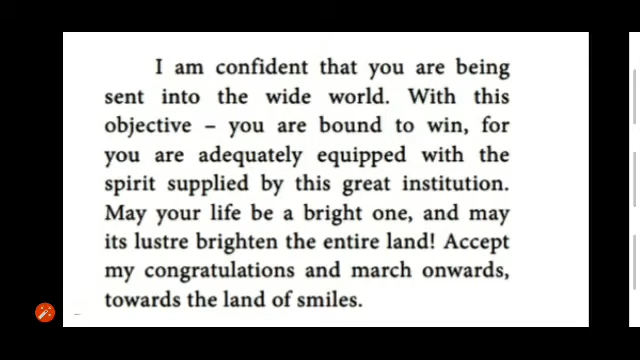 I am confident that you are being
sent into the wide world. With this
objective – you are bound to win, for
you are adequately equipped with the
spirit supplied by this great institution.
May your life be a bright one, and may
its lustre brighten the entire land! Accept
my congratulations and march onwards,
towards the land of smiles.